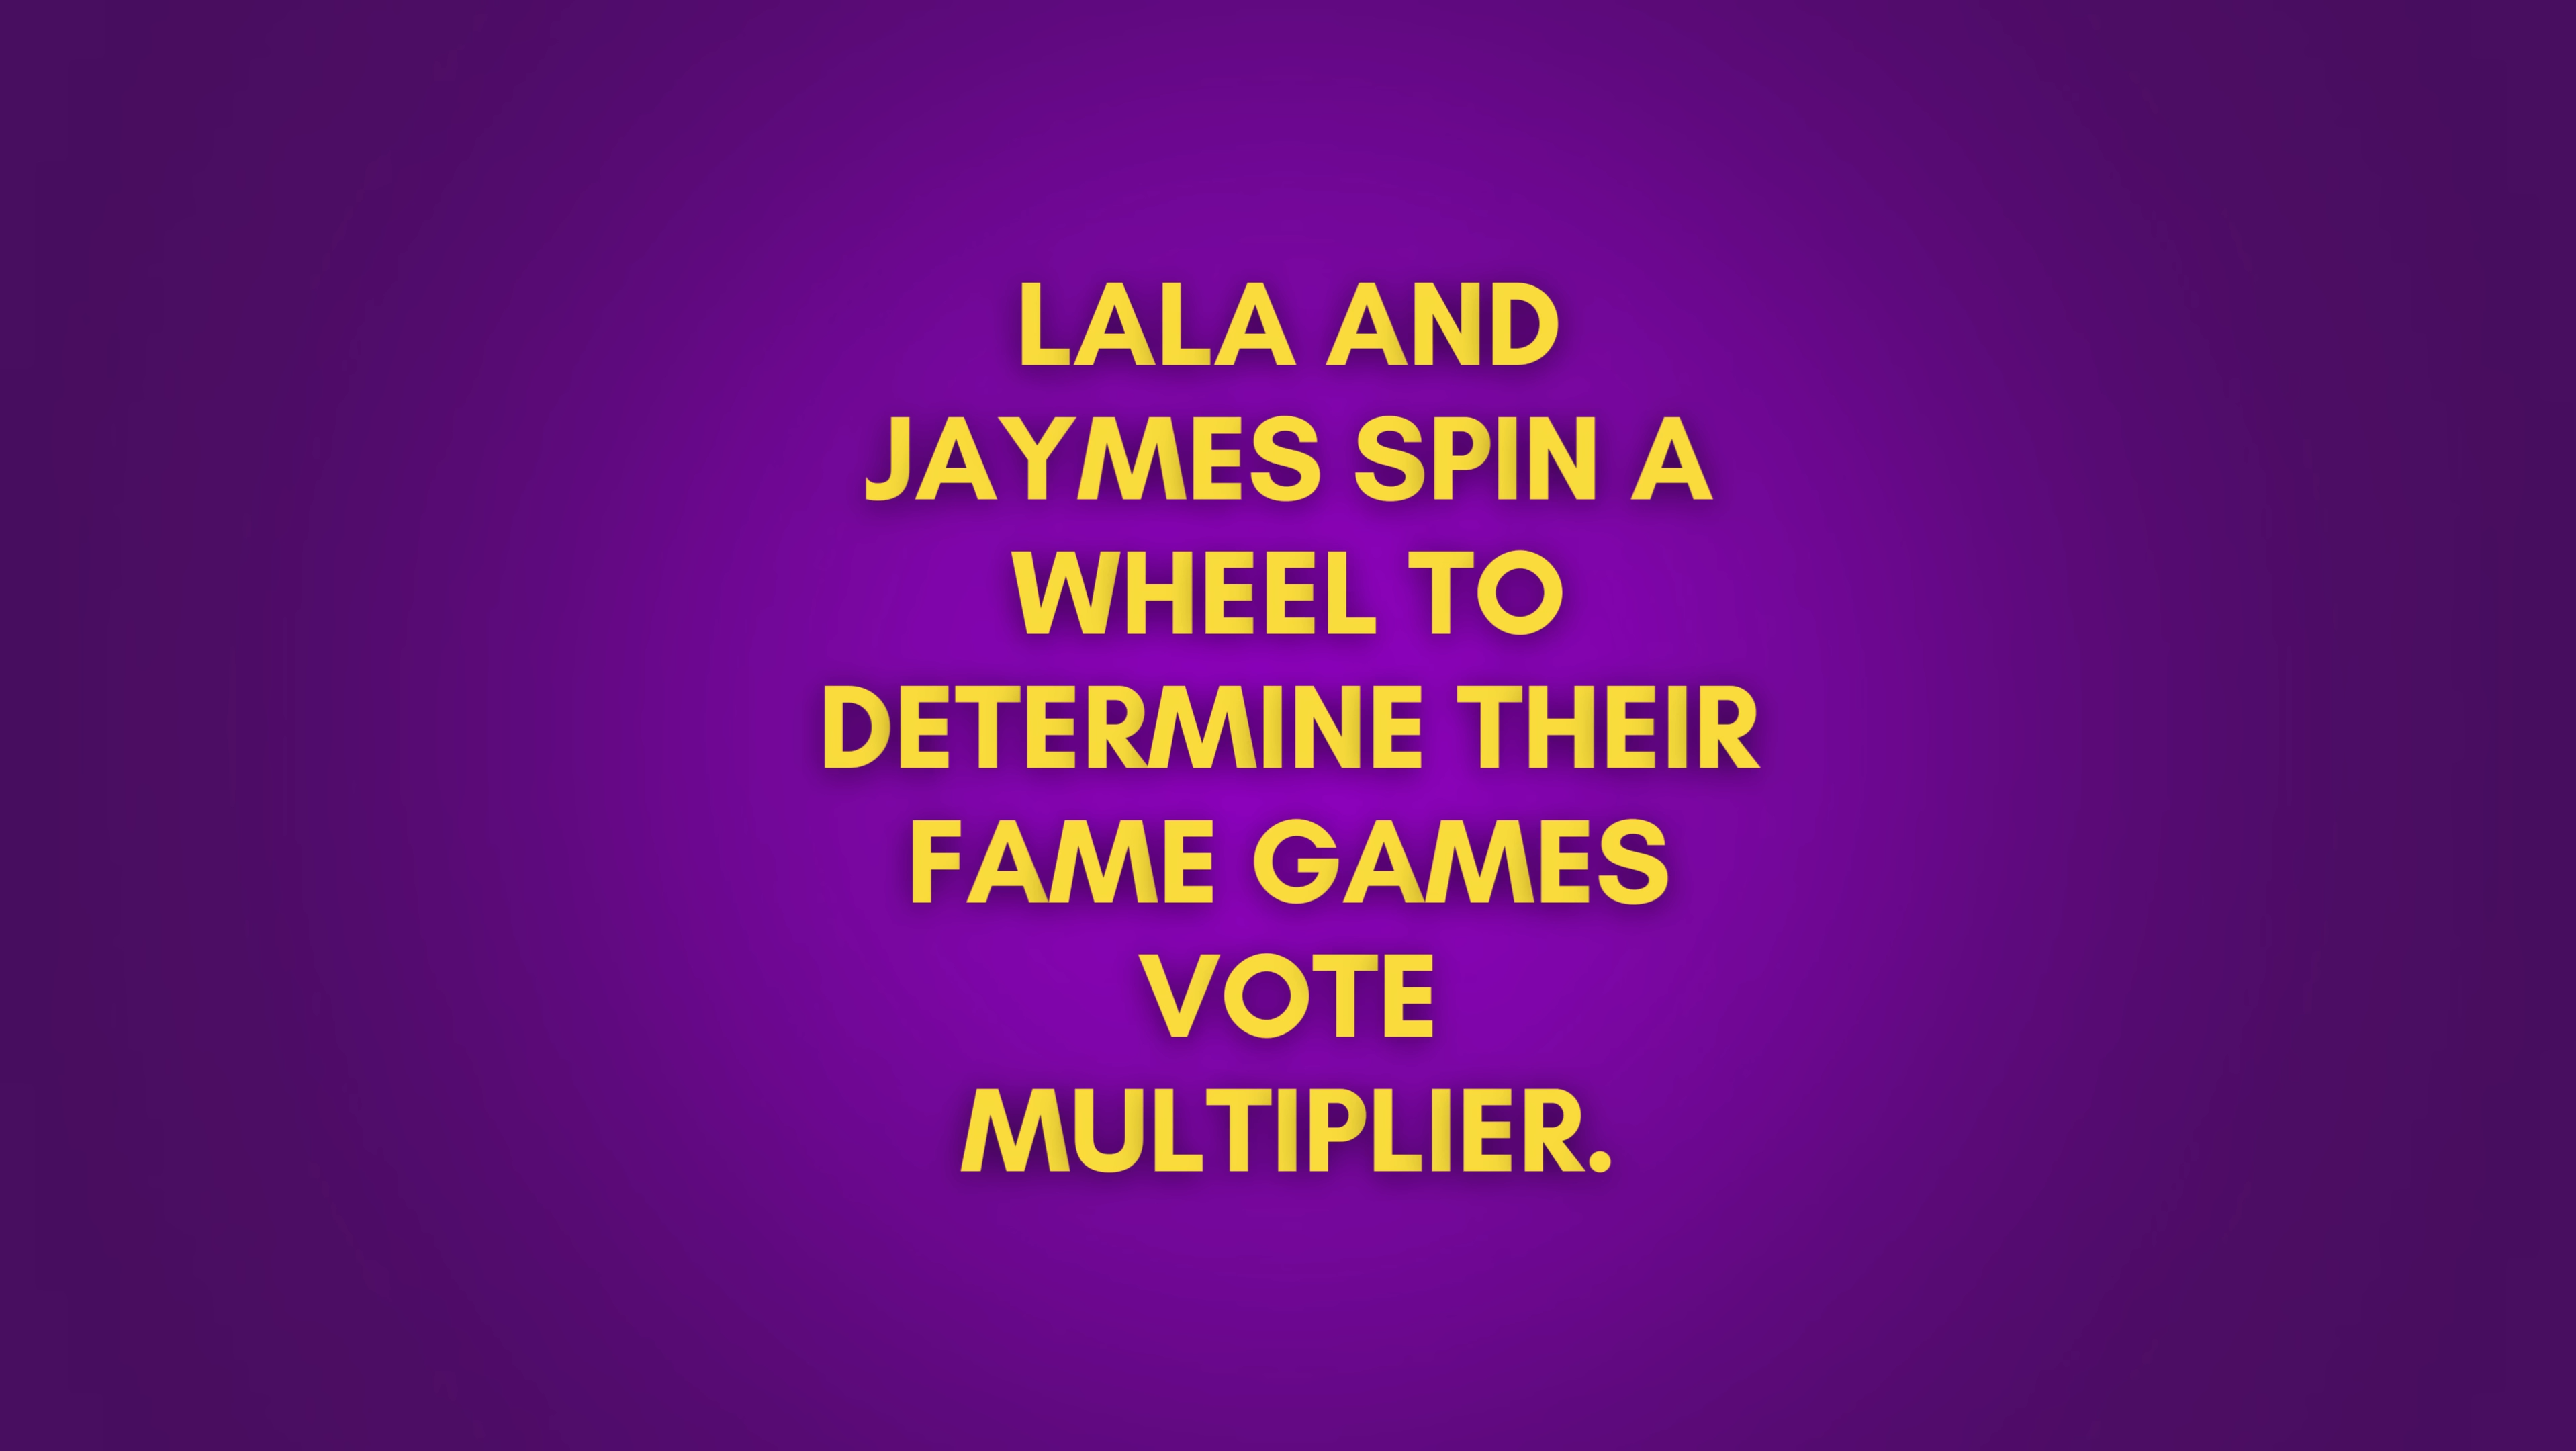 LALA AND
JAYMES SPIN A
WHEEL TO
DETERMINE THEIR
FAME GAMES
VOTE
MULTIPLIER.